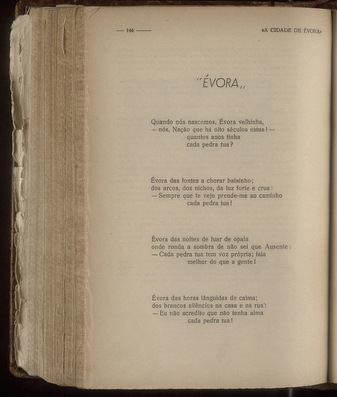 — 144 —
«A CIDADE DE ÉVORA»
"ÉVORA„
Quando nós nascemos, Évora velhinha,
— nós, Nação que há oito séculos estua! —
quantos anos tinha
cada pedra tua?
Évora das fontes a chorar baixinho;
dos arcos, dos nichos, da luz forte e crua:
— Sempre que te vejo prende-me ao caminho
cada pedra tua!
Évora das noites de luar de opala
onde ronda a sombra de não sei que Ausente:
— Cada pedra tua tem voz própria; fala
melhor do que a gente!
Évora das horas lânguidas de calma;
dos brancos silêncios na casa e na rua:
— Eu não acredito que não tenha alma
cada pedra tua!